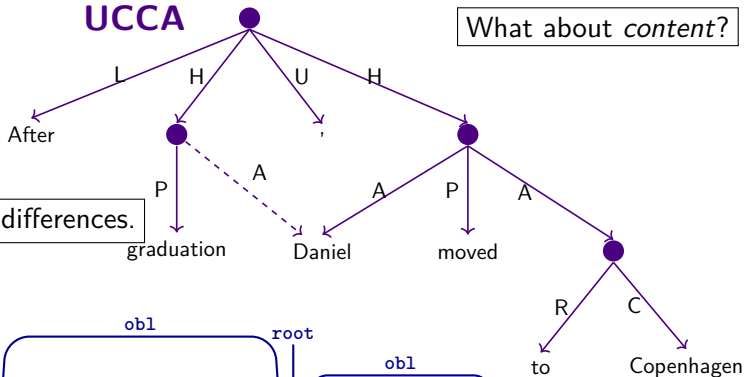 UCCA
What about content?
L
H
U
H
After
,
P
A
A
P
A
differences.
graduation
Daniel
moved
R
C
obl
root
obl
to
Copenhagen